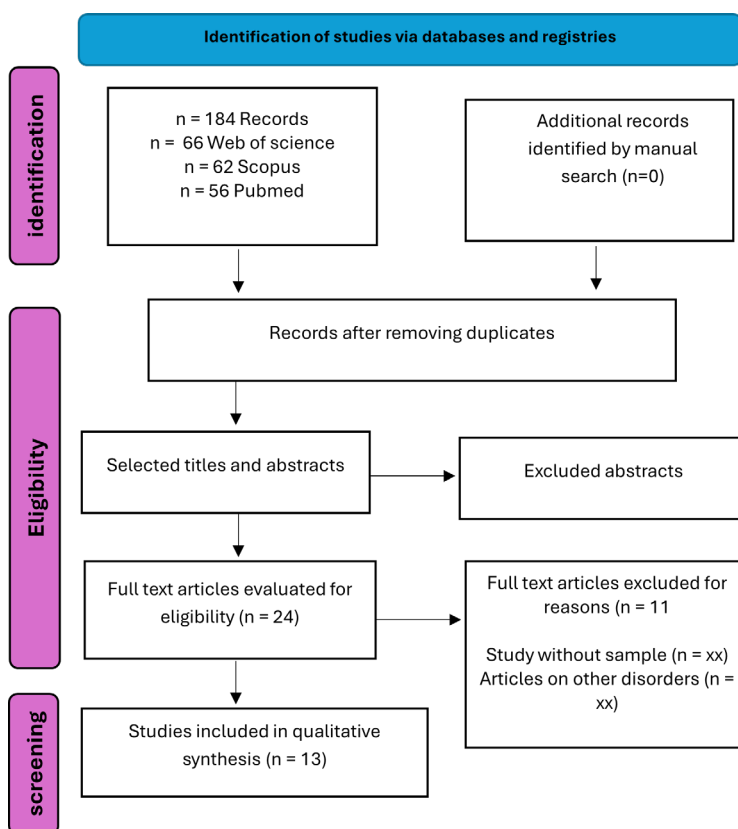 Identification of studies via databases and registries
identification
n = 184 Records
n = 66 Web of science
n = 62 Scopus
n = 56 Pubmed
Additional records
identified by manual
search (n=0)
Records after removing duplicates
Eligibility
Selected titles and abstracts
Excluded abstracts
Full text articles evaluated for
eligibility (n = 24)
Full text articles excluded for
reasons (n = 11
Study without sample (n = xx)
Articles on other disorders (n =
xx)
screening
Studies included in qualitative
synthesis (n = 13)